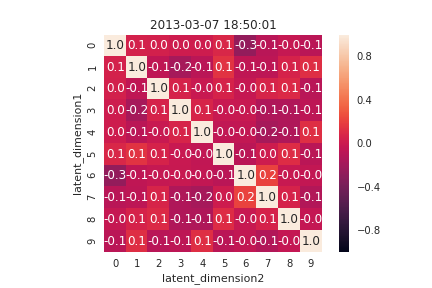 2013-03-07 18:50:01
0 1.0 0.1 0.0 0.0 0.0 0.1 -0.3 -0.1 -0.0 -0.1
1 0.1 1.0 -0.1 -0.2 -0.1 0.1 -0.1 -0.1 0.1 0.1
2 0.0 -0.1 1.0 0.1 -0.0 0.1 -0.0 0.1 0.1 -0.1
3 0.0 -0.2 0.1 1.0 0.1 -0.0 -0.0 -0.1 -0.1 -0.1
4 0.0 -0.1 -0.0 0.1 1.0 -0.0 -0.0 -0.2 -0.1 0.1
5 0.1 0.1 0.1 -0.0 -0.0 1.0 -0.1 0.0 0.1 -0.1
6 -0.3 -0.1 -0.0 -0.0 -0.0 -0.1 1.0 0.2 -0.0 -0.0
7 -0.1 -0.1 0.1 -0.1 -0.2 0.0 0.2 1.0 0.1 -0.1
8 -0.0 0.1 0.1 -0.1 -0.1 0.1 -0.0 0.1 1.0 -0.0
9 -0.1 0.1 -0.1 -0.1 0.1 -0.1 -0.0 -0.1 -0.0 1.0
0 1 2 3 4 5 6 7 8 9
latent_dimension2
latent_dimension1
0.8
0.4
0.0
-0.4
-0.8